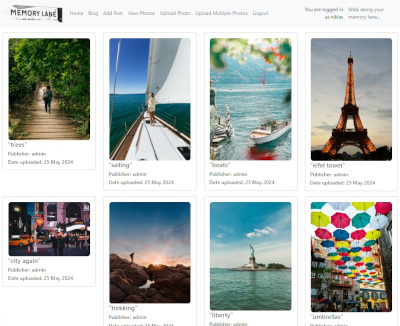 MEMORY LANE
Home Blog Add Post View Photos Upload Photo Upload Multiple Photos Logout
You are logged in
as niklas
Walk along your
memory lane...
"trees"
Publisher: admin
Date uploaded: 25 May 2024
"sailing"
Publisher: admin
Date uploaded: 25 May 2024
"boats"
Publisher: admin
Date uploaded: 25 May 2024
"eifel tower"
Publisher: admin
Date uploaded: 25 May 2024
"city again"
Publisher: admin
Date uploaded: 25 May 2024
"trekking"
Publisher: admin
"liberty"
Publisher: admin
"umbrellas"
Publisher: admin